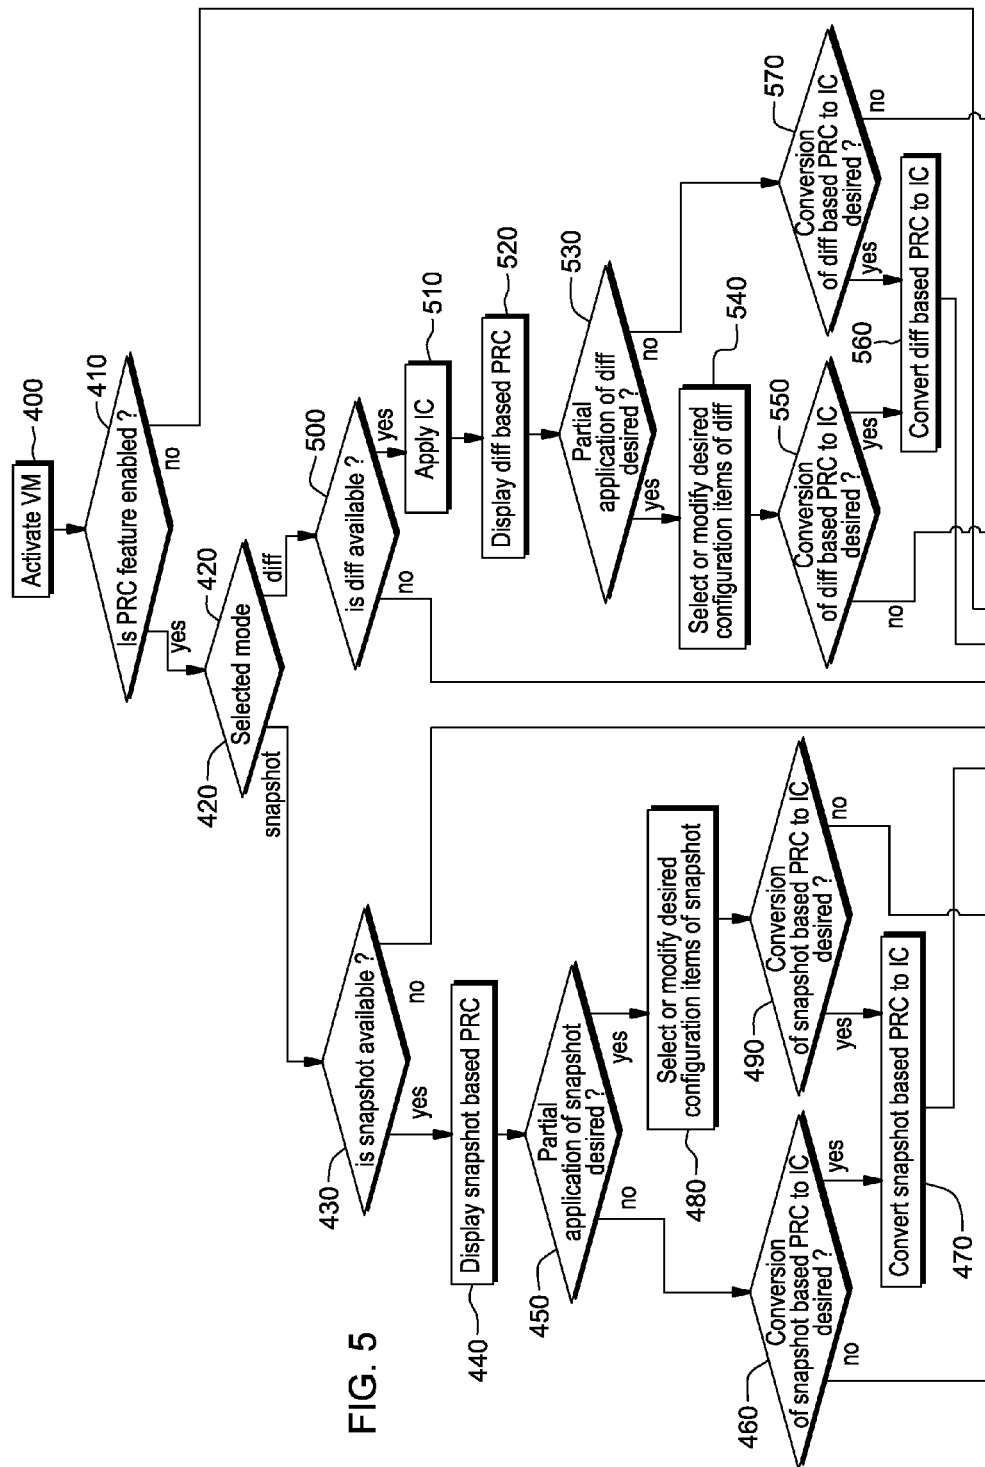 FIG. 5
Activate VM
400
Is PRC feature enabled ?
410
yes
no
Selected mode
420
420
snapshot
diff
is snapshot available ?
430
yes
no
Display snapshot based PRC
440
Partial
application of snapshot
desired ?
450
no
yes
Select or modify desired
configuration items of snapshot
480
Conversion
of snapshot based PRC to IC
desired ?
460
no
yes
Conversion
of snapshot based PRC to IC
desired ?
490
yes
no
Convert snapshot based PRC to IC
470
is diff available ?
500
no
yes
Apply IC
510
Display diff based PRC
520
Partial
application of diff
desired ?
530
yes
no
Select or modify desired
configuration items of diff
540
Conversion
of diff based PRC to IC
desired ?
550
no
yes
Conversion
of diff based PRC to IC
desired ?
570
yes
no
Convert diff based PRC to IC
560